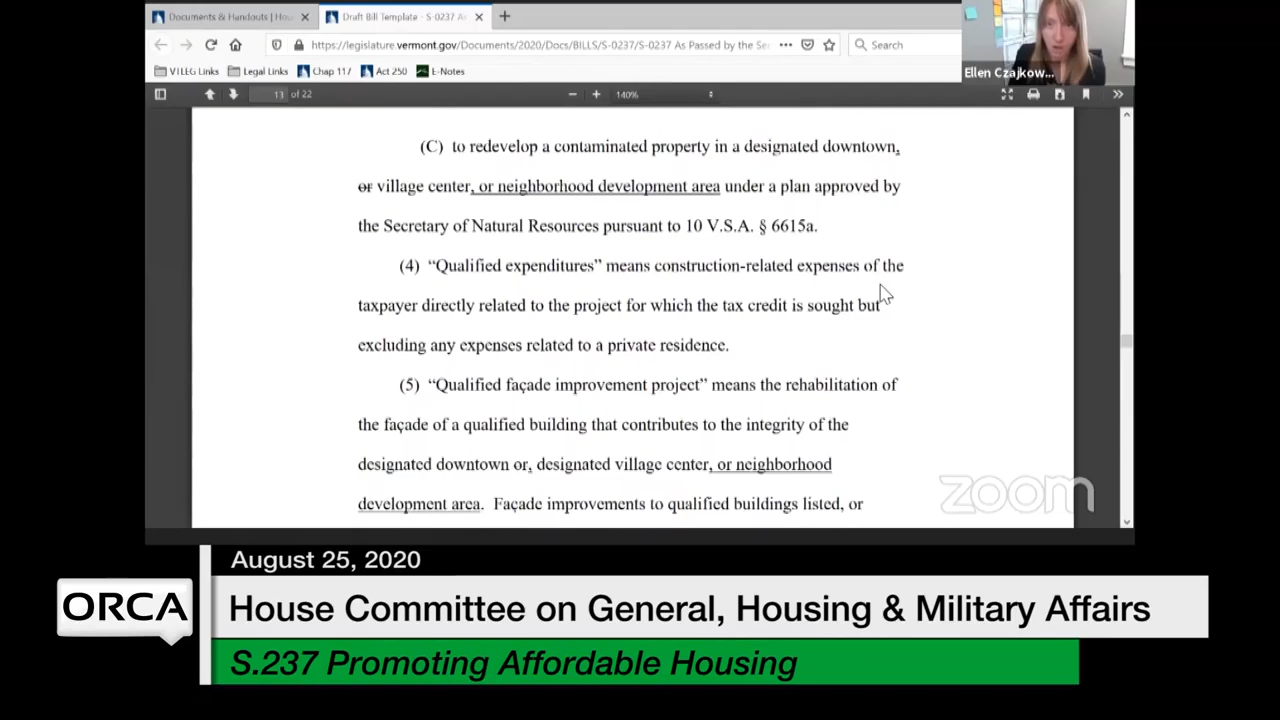 Documents & Handouts | Hou
Draft Bill Template - S-0237 As
https://legislature.vermont.gov/Documents/2020/Docs/BILLS/S-0237/S-0237 As Passed by the Se
Search
VTLEG Links
Legal Links
Chap 117
Act 250
E-Notes
Ellen Czajkow...
13 of 22
140%
(C) to redevelop a contaminated property in a designated downtown,
or village center, or neighborhood development area under a plan approved by
the Secretary of Natural Resources pursuant to 10 V.S.A. § 6615a.
(4) “Qualified expenditures” means construction-related expenses of the
taxpayer directly related to the project for which the tax credit is sought but
excluding any expenses related to a private residence.
(5) “Qualified façade improvement project” means the rehabilitation of
the façade of a qualified building that contributes to the integrity of the
designated downtown or, designated village center, or neighborhood
development area. Façade improvements to qualified buildings listed, or
zoom
August 25, 2020
ORCA
House Committee on General, Housing & Military Affairs
S.237 Promoting Affordable Housing